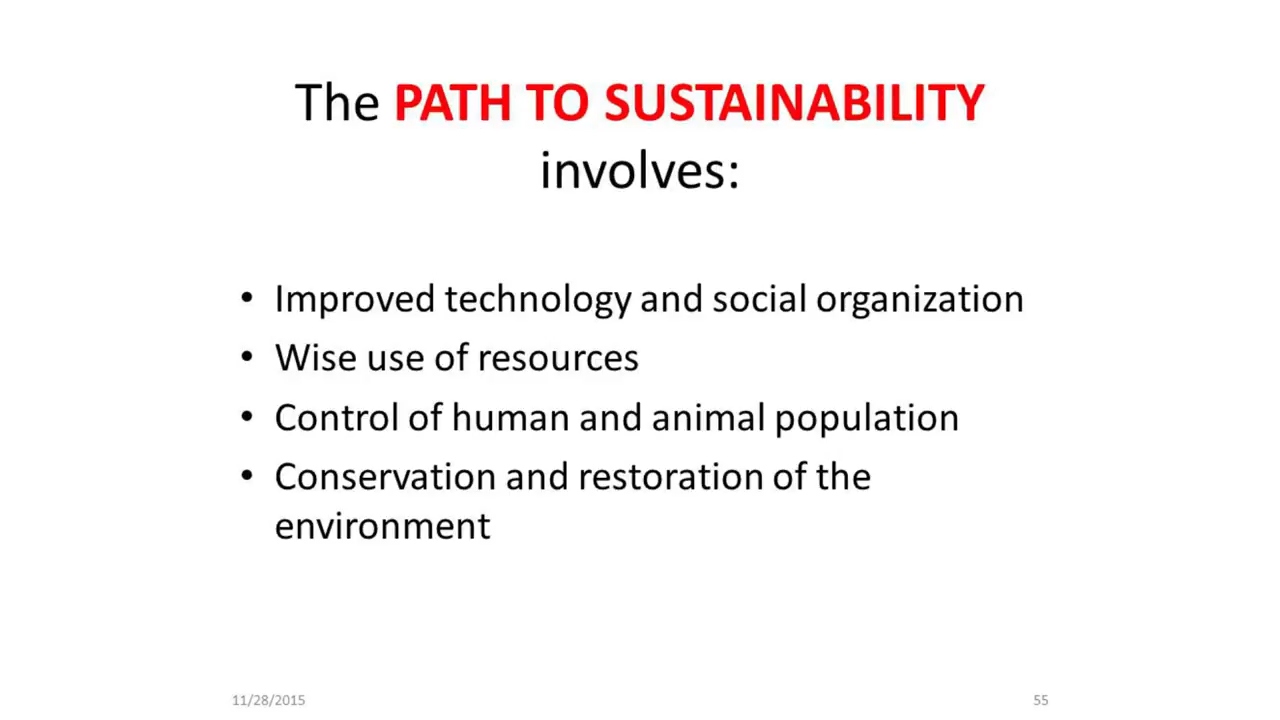 The PATH TO SUSTAINABILITY
involves:
• Improved technology and social organization
• Wise use of resources
• Control of human and animal population
• Conservation and restoration of the
environment
11/28/2015
55